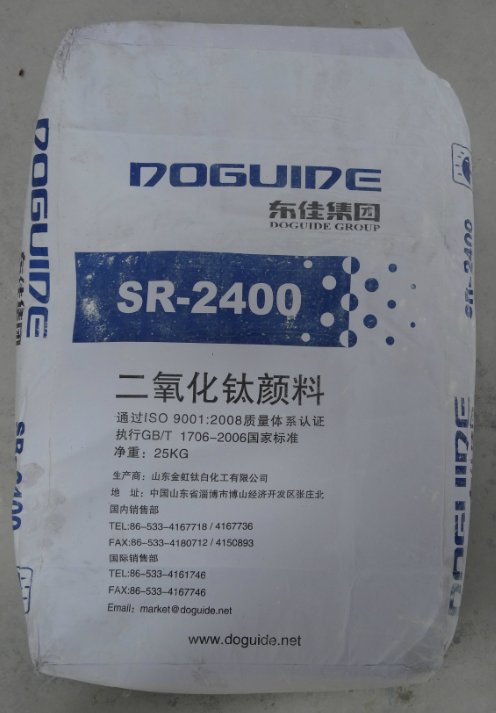 DOGUIDE
东佳集团
DOGUIDE GROUP
SR-2400
二氧化钛颜料
通过ISO 9001:2008质量体系认证
执行GB/T 1706-2006国家标准
净重: 25KG
生产商: 山东金虹钛白化工有限公司
地 址: 中国山东省淄博市博山经济开发区张庄北
国内销售部
TEL:86-533-4167718 / 4167736
FAX:86-533-4180712 / 4150893
国际销售部
TEL:86-533-4161746
FAX:86-533-4167746
Email: market@doguide.net
www.doguide.net
DOGUIDE
东佳集团
SR-2400
SR-2400
DOGUIDE